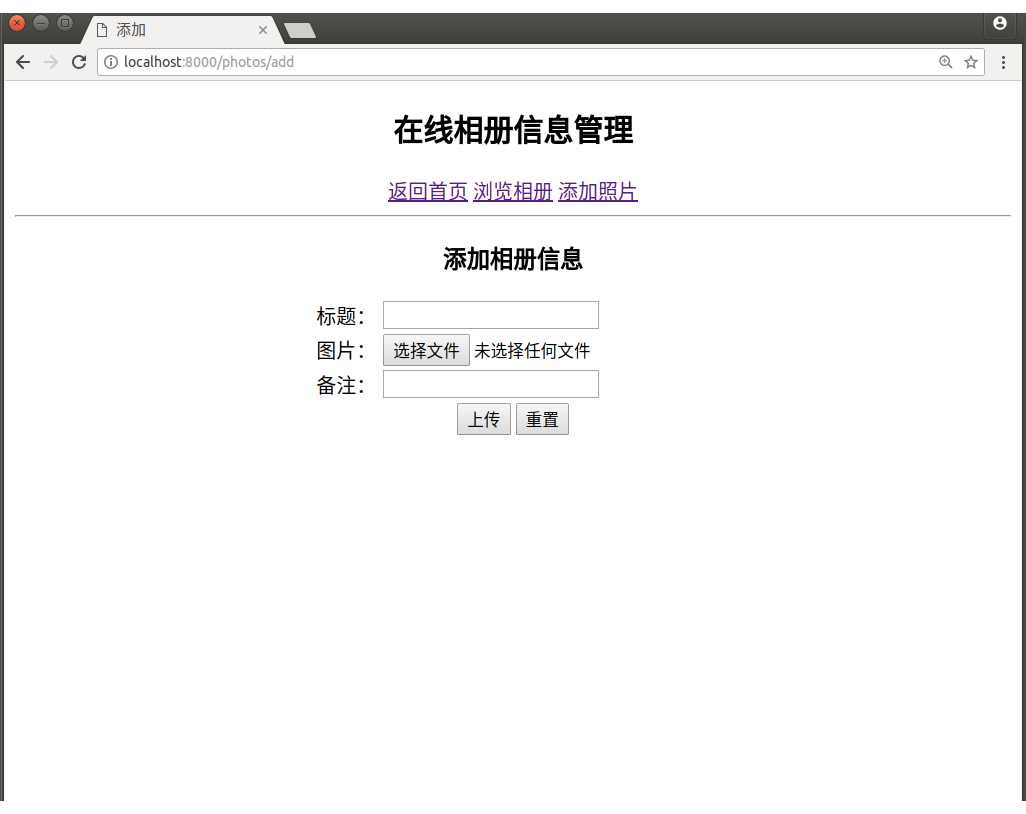 添加
localhost:8000/photos/add
在线相册信息管理
返回首页 浏览相册 添加照片
添加相册信息
标题：
图片： 选择文件 未选择任何文件
备注：
上传 重置